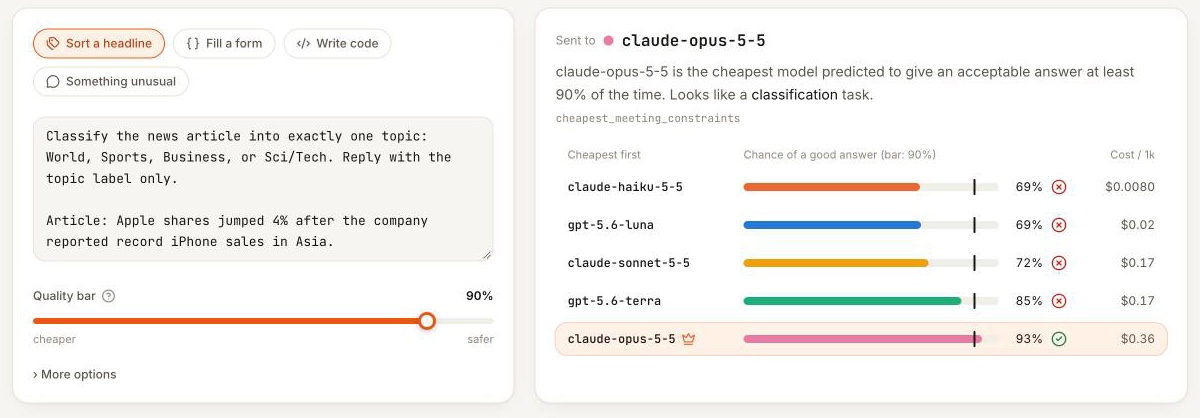 Sort a headline
{ } Fill a form
</> Write code
Something unusual
Classify the news article into exactly one topic:
World, Sports, Business, or Sci/Tech. Reply with the
topic label only.
Article: Apple shares jumped 4% after the company
reported record iPhone sales in Asia.
Quality bar ? 90%
cheaper safer
› More options
Sent to claude-opus-5-5
claude-opus-5-5 is the cheapest model predicted to give an acceptable answer at least
90% of the time. Looks like a classification task.
cheapest_meeting_constraints
Cheapest first Chance of a good answer (bar: 90%) Cost / 1k
claude-haiku-5-5 69% $0.0080
gpt-5.6-luna 69% $0.02
claude-sonnet-5-5 72% $0.17
gpt-5.6-terra 85% $0.17
claude-opus-5-5 93% $0.36